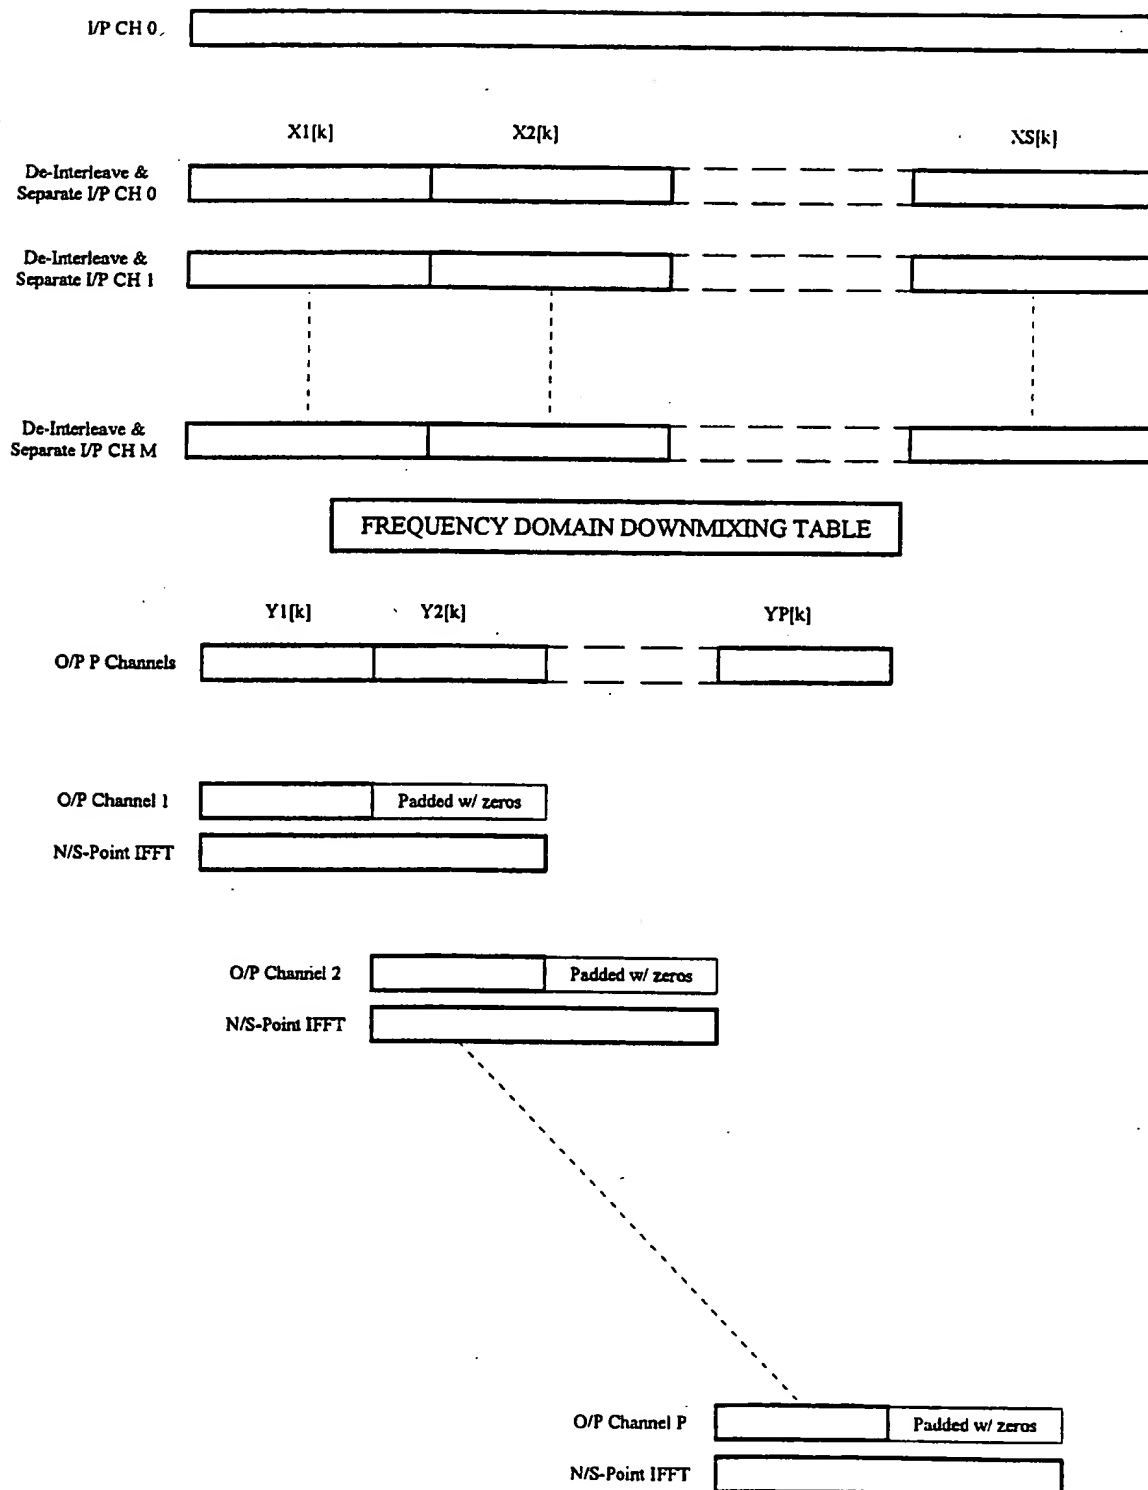 I/P CH 0
X1[k] X2[k] XS[k]
De-Interleave &
Separate I/P CH 0
De-Interleave &
Separate I/P CH 1
De-Interleave &
Separate I/P CH M
FREQUENCY DOMAIN DOWNMIXING TABLE
Y1[k] Y2[k] YP[k]
O/P P Channels
O/P Channel 1 Padded w/ zeros
N/S-Point IFFT
O/P Channel 2 Padded w/ zeros
N/S-Point IFFT
O/P Channel P Padded w/ zeros
N/S-Point IFFT